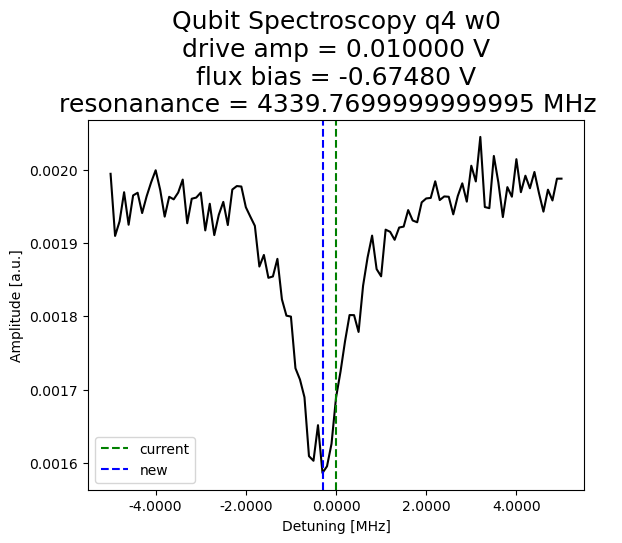 Qubit Spectroscopy q4 w0
drive amp = 0.010000 V
flux bias = -0.67480 V
resonanance = 4339.7699999999995 MHz
0.0020
0.0019
0.0018
0.0017
0.0016
Amplitude [a.u.]
current
new
-4.0000 -2.0000 0.0000 2.0000 4.0000
Detuning [MHz]